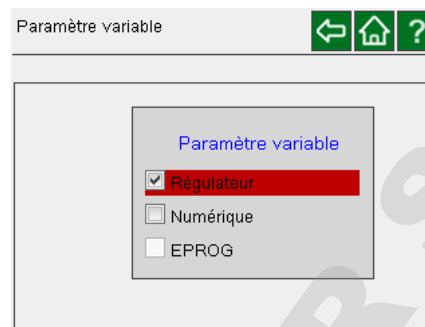 Paramètre variable
?
Paramètre variable
Régulateur
Numérique
EPROG